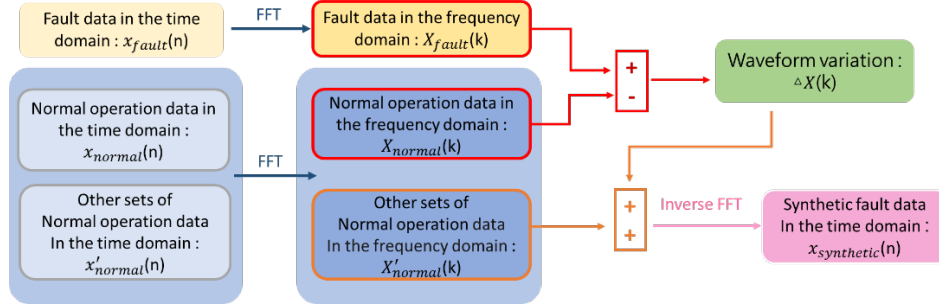 Fault data in the time
domain : x_fault(n)
FFT
Fault data in the frequency
domain : X_fault(k)
+
-
Waveform variation :
△X(k)
Normal operation data in
the time domain :
x_normal(n)
FFT
Normal operation data in
the frequency domain :
X_normal(k)
Other sets of
Normal operation data
In the time domain :
x′_normal(n)
Other sets of
Normal operation data
In the frequency domain :
X′_normal(k)
+
+
Inverse FFT
Synthetic fault data
In the time domain :
x_synthetic(n)